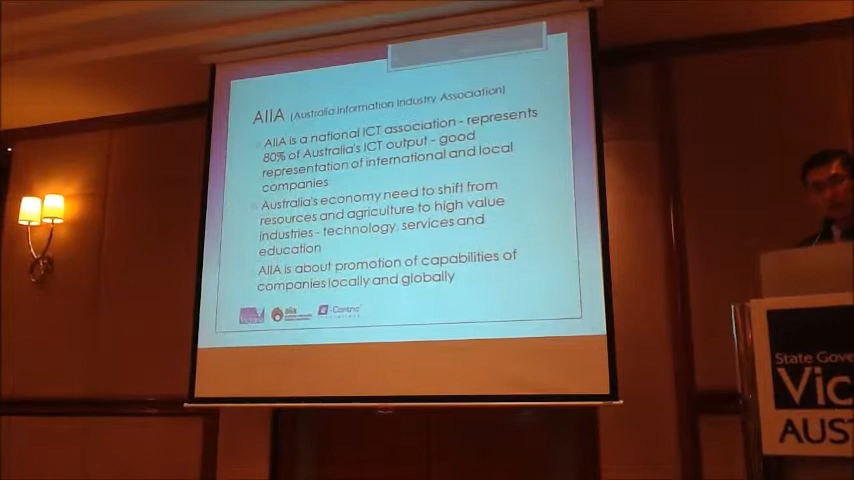 AIIA (Australia Information Industry Association)
AIIA is a national ICT association - represents
80% of Australia's ICT output - good
representation of international and local
companies
Australia's economy need to shift from
resources and agriculture to high value
industries - technology, services and
education
AIIA is about promotion of capabilities of
companies locally and globally
State Gove
Vic
AUST